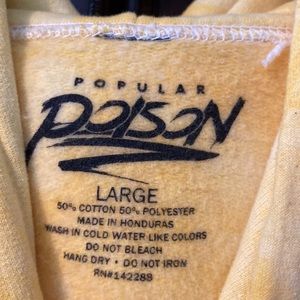 POPULAR
POISON
LARGE
50% COTTON 50% POLYESTER
MADE IN HONDURAS
WASH IN COLD WATER LIKE COLORS
DO NOT BLEACH
HANG DRY • DO NOT IRON
RN#142288